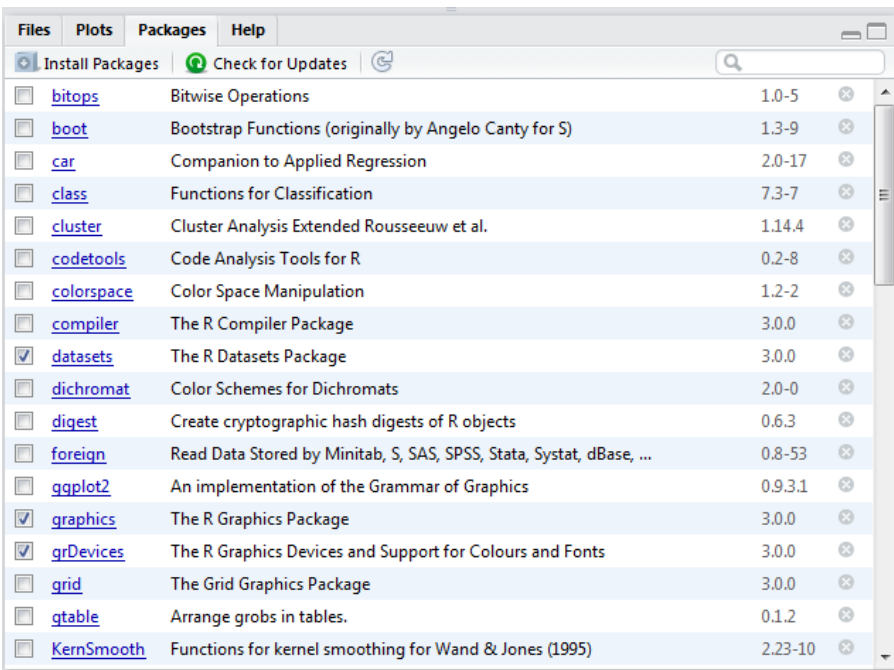 Files Plots Packages Help
Install Packages Check for Updates
bitops Bitwise Operations 1.0-5
boot Bootstrap Functions (originally by Angelo Canty for S) 1.3-9
car Companion to Applied Regression 2.0-17
class Functions for Classification 7.3-7
cluster Cluster Analysis Extended Rousseeuw et al. 1.14.4
codetools Code Analysis Tools for R 0.2-8
colorspace Color Space Manipulation 1.2-2
compiler The R Compiler Package 3.0.0
datasets The R Datasets Package 3.0.0
dichromat Color Schemes for Dichromats 2.0-0
digest Create cryptographic hash digests of R objects 0.6.3
foreign Read Data Stored by Minitab, S, SAS, SPSS, Stata, Systat, dBase, ... 0.8-53
ggplot2 An implementation of the Grammar of Graphics 0.9.3.1
graphics The R Graphics Package 3.0.0
grDevices The R Graphics Devices and Support for Colours and Fonts 3.0.0
grid The Grid Graphics Package 3.0.0
gtable Arrange grobs in tables. 0.1.2
KernSmooth Functions for kernel smoothing for Wand & Jones (1995) 2.23-10